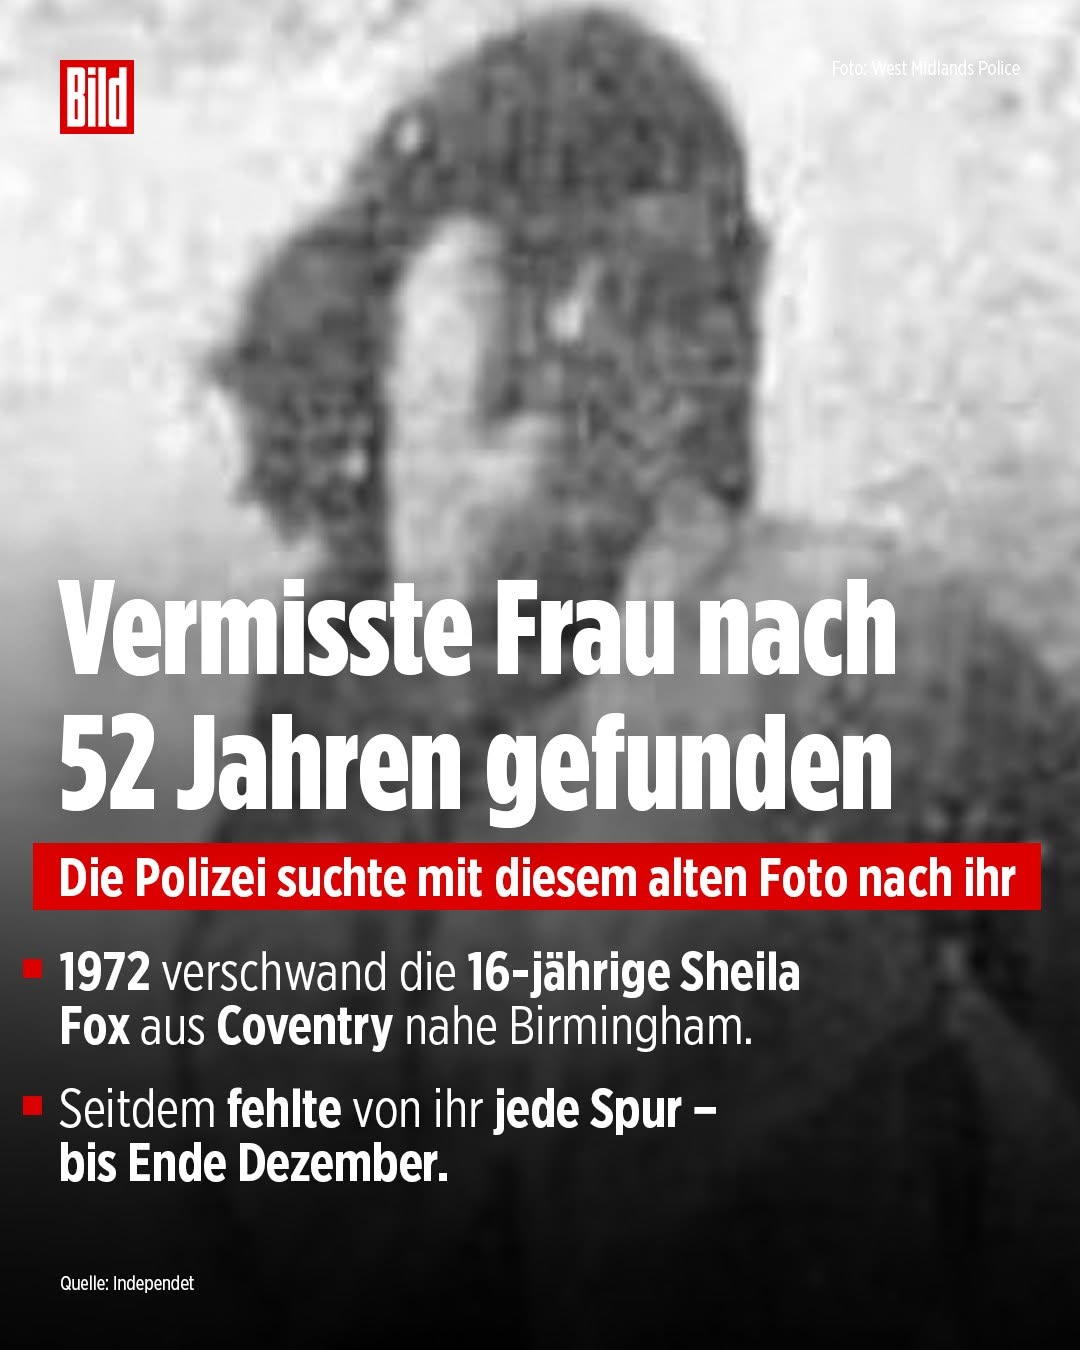 Bild
Foto: West Midlands Police
Vermisste Frau nach
52 Jahren gefunden
Die Polizei suchte mit diesem alten Foto nach ihr
1972 verschwand die 16-jährige Sheila
Fox aus Coventry nahe Birmingham.
Seitdem fehlte von ihr jede Spur –
bis Ende Dezember.
Quelle: Independet